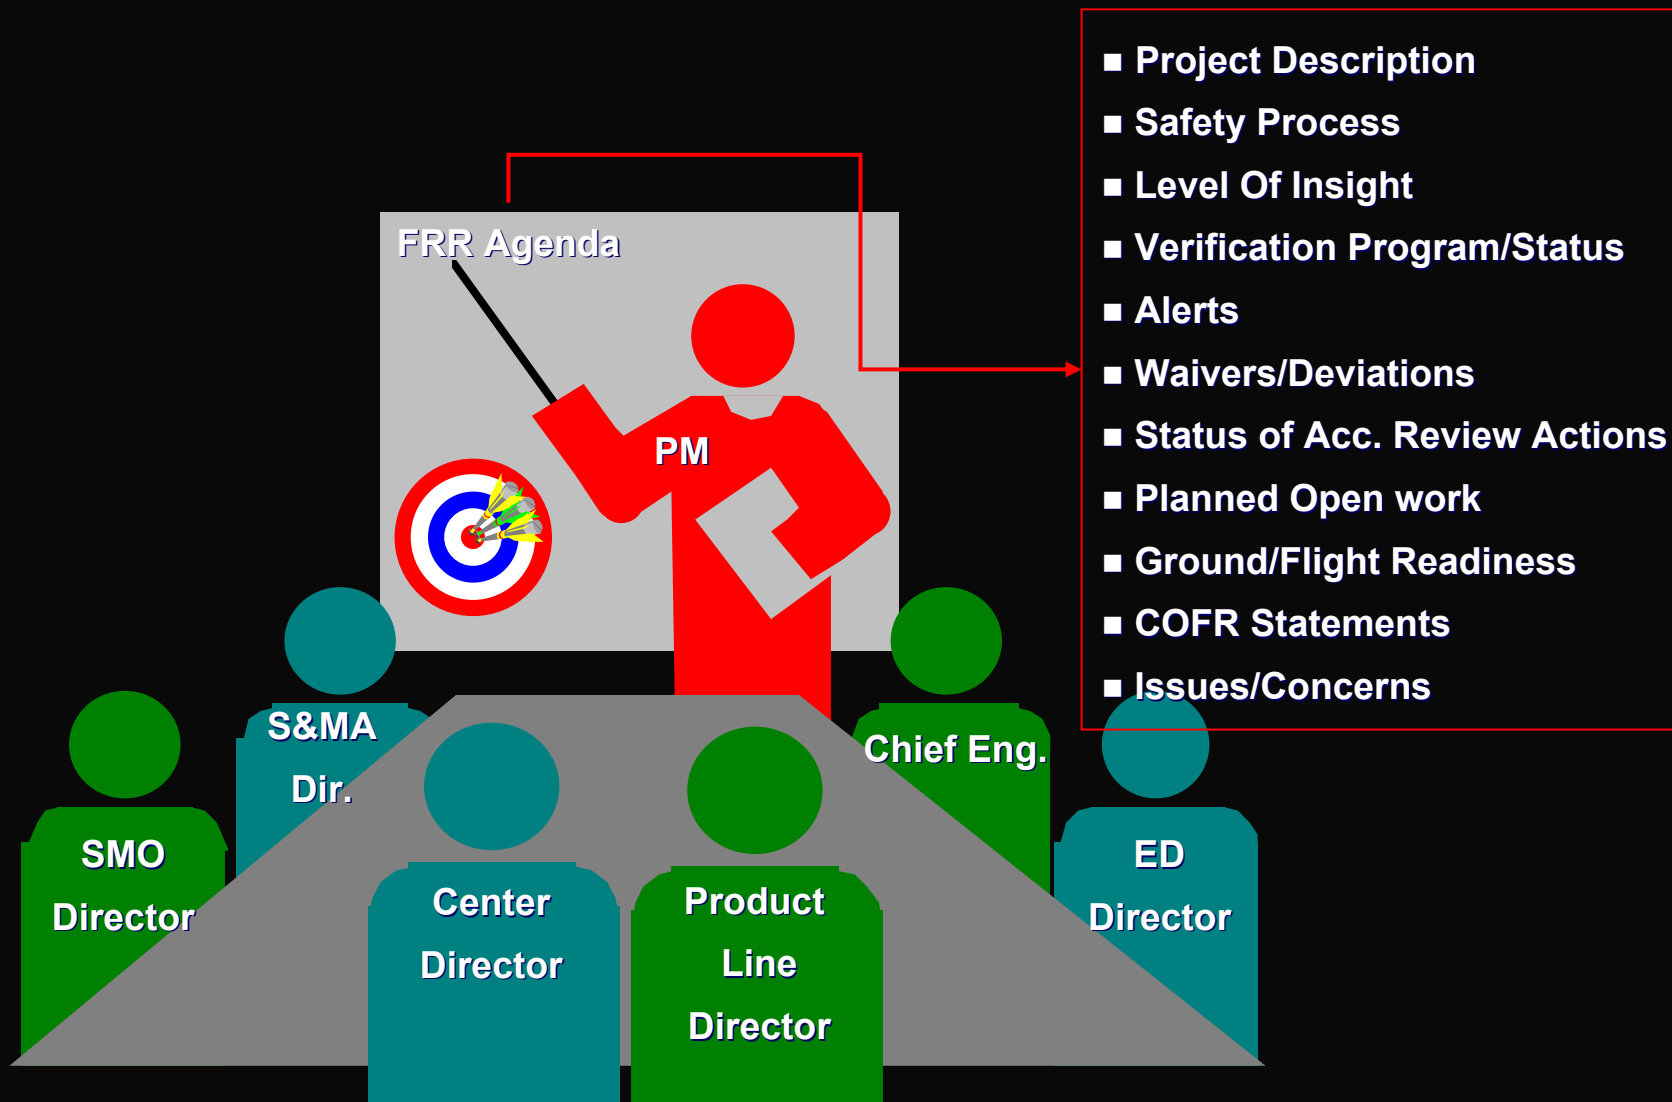 ■ Project Description
■ Safety Process
■ Level Of Insight
■ Verification Program/Status
■ Alerts
■ Waivers/Deviations
■ Status of Acc. Review Actions
■ Planned Open work
■ Ground/Flight Readiness
■ COFR Statements
■ Issues/Concerns
FRR Agenda
PM
S&MA
Dir.
Chief Eng.
SMO
Director
Center
Director
Product
Line
Director
ED
Director